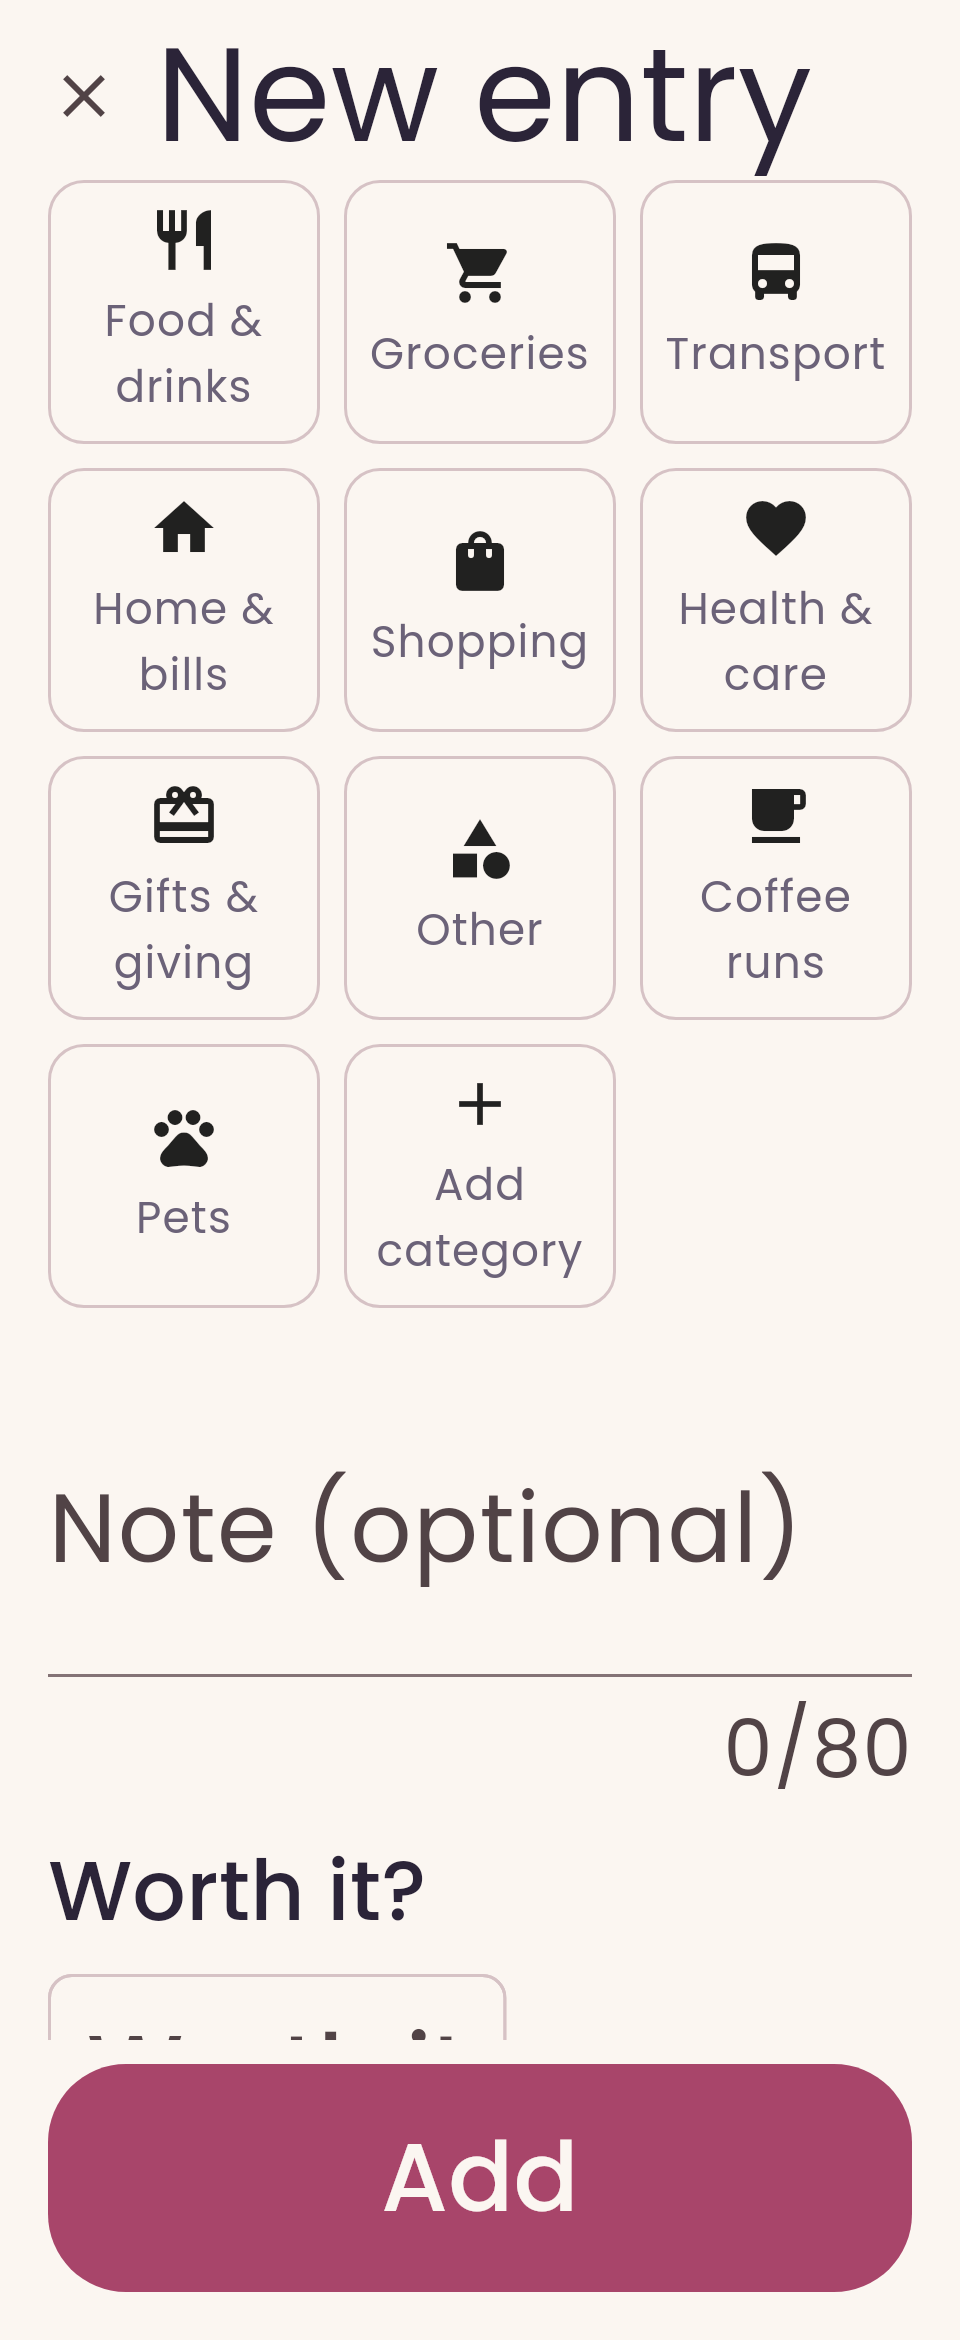 New entry
Food &
drinks
Groceries
Transport
Home &
bills
Shopping
Health &
care
Gifts &
giving
Other
Coffee
runs
Pets
Add
category
Note (optional)
0/80
Worth it?
Add